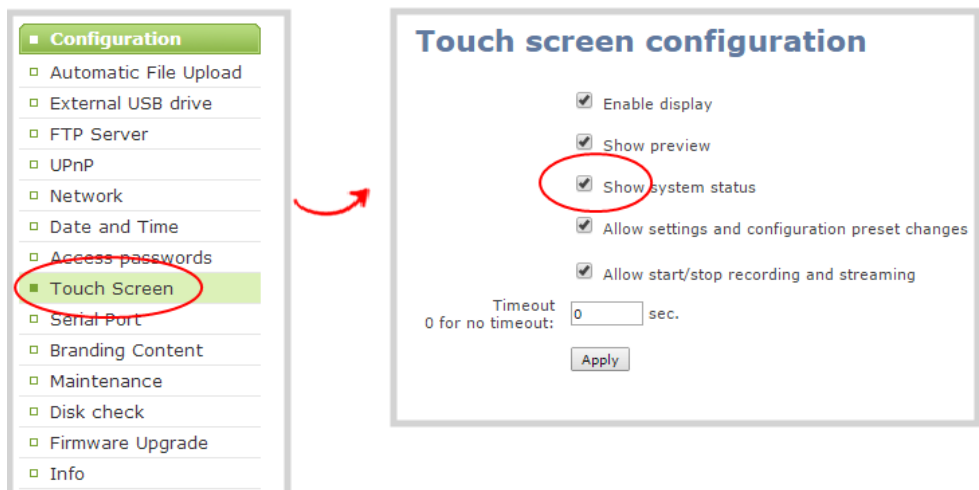 Configuration
Automatic File Upload
External USB drive
FTP Server
UPnP
Network
Date and Time
Access passwords
Touch Screen
Serial Port
Branding Content
Maintenance
Disk check
Firmware Upgrade
Info
Touch screen configuration
Enable display
Show preview
Show system status
Allow settings and configuration preset changes
Allow start/stop recording and streaming
Timeout
0 for no timeout: 0 sec.
Apply